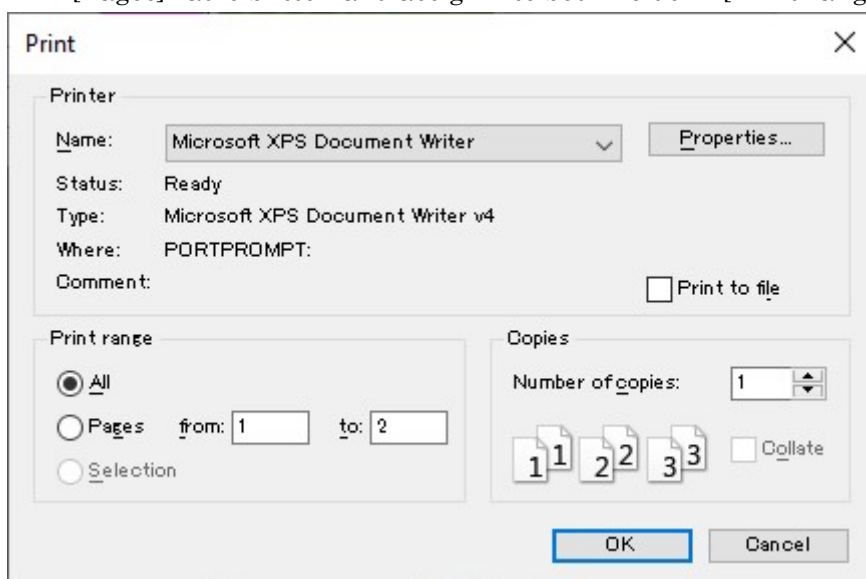 Print
Printer
Name: Microsoft XPS Document Writer Properties...
Status: Ready
Type: Microsoft XPS Document Writer v4
Where: PORTPROMPT:
Comment:
Print to file
Print range
All
Pages from: 1 to: 2
Selection
Copies
Number of copies: 1
1 1 2 2 3 3 Collate
OK Cancel